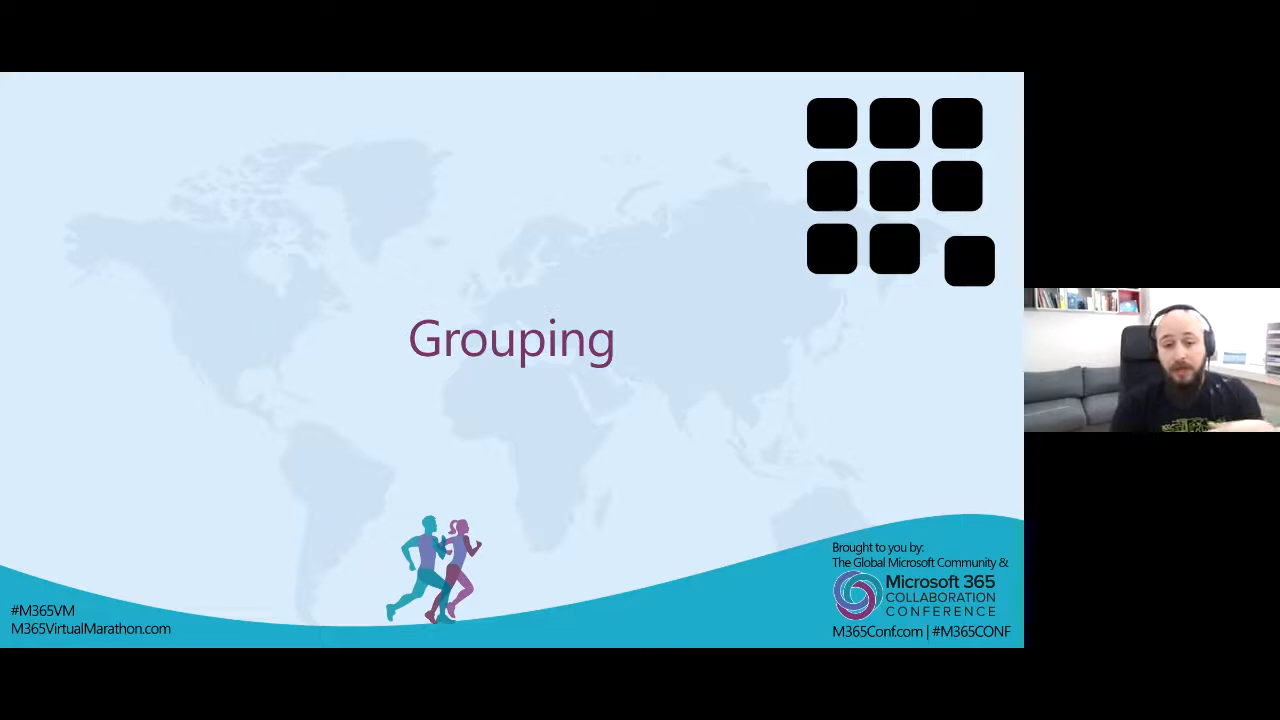 Grouping
#M365VM
M365VirtualMarathon.com
Brought to you by:
The Global Microsoft Community &
Microsoft 365
COLLABORATION
CONFERENCE
M365Conf.com | #M365CONF